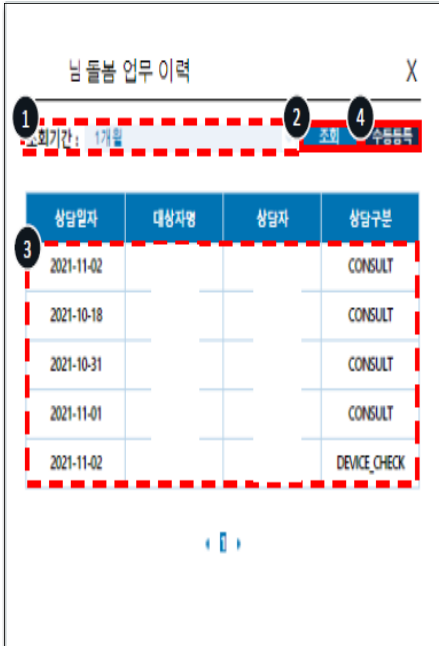 님 돌봄 업무 이력 X
1 2 4
조회기간 : 1개월 조회 수동등록
상담일자 대상자명 상담자 상담구분
3
2021-11-02 CONSULT
2021-10-18 CONSULT
2021-10-31 CONSULT
2021-11-01 CONSULT
2021-11-02 DEVICE_CHECK
1